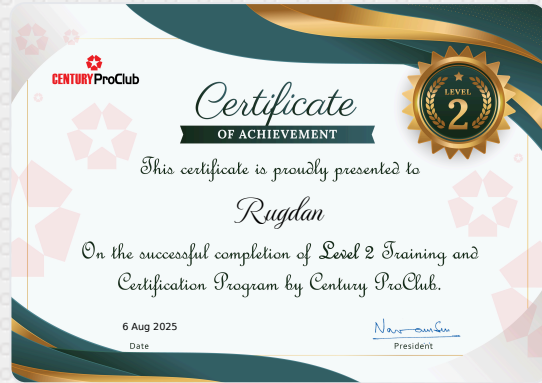 CENTURY ProClub
Certificate
OF ACHIEVEMENT
LEVEL
2
This certificate is proudly presented to
Rugdan
On the successful completion of Level 2 Training and
Certification Program by Century ProClub.
6 Aug 2025
Date
President